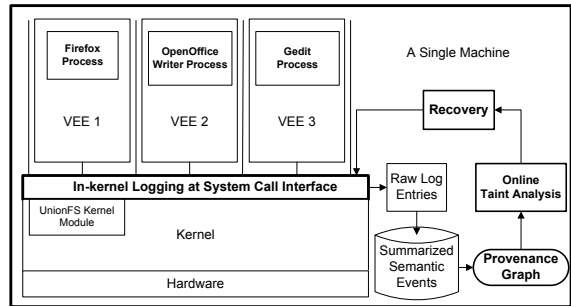 Firefox
Process
OpenOffice
Writer Process
Gedit
Process
A Single Machine
VEE 1
VEE 2
VEE 3
Recovery
In-kernel Logging at System Call Interface
Raw Log
Entries
Online
Taint Analysis
UnionFS Kernel
Module
Kernel
Summarized
Semantic
Events
Provenance
Graph
Hardware